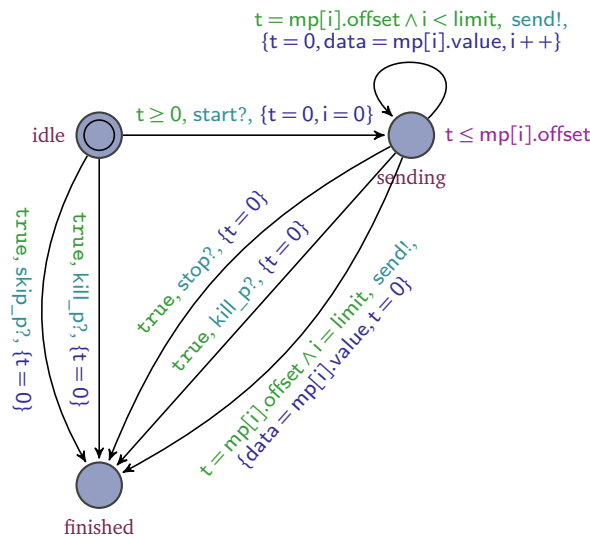 t = mp[i].offset ∧ i < limit, send!,
{t = 0, data = mp[i].value, i + +}
t ≥ 0, start?, {t = 0, i = 0}
idle
t ≤ mp[i].offset
sending
true, skip_p?, {t = 0}
true, kill_p?, {t = 0}
true, stop?, {t = 0}
true, kill_p?, {t = 0}
t = mp[i].offset ∧ i = limit, send!,
{data = mp[i].value, t = 0}
finished